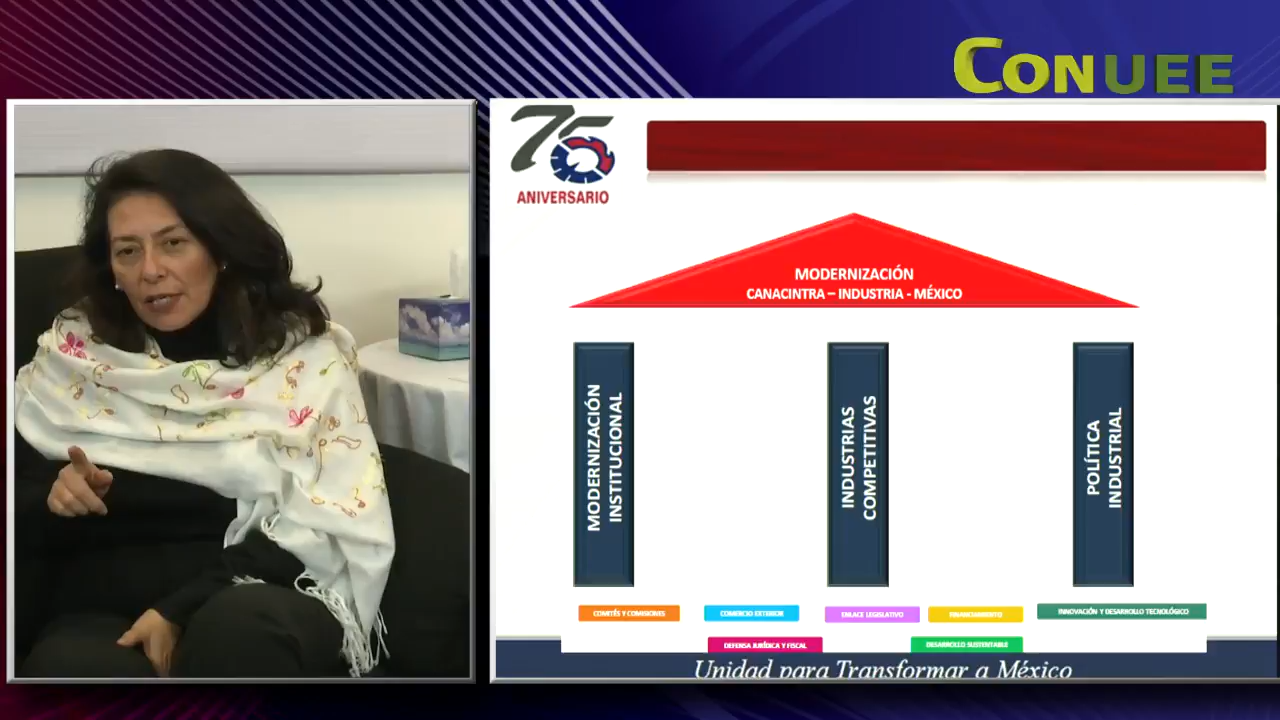 CONUEE
75
ANIVERSARIO
MODERNIZACIÓN
CANACINTRA – INDUSTRIA - MÉXICO
MODERNIZACIÓN
INSTITUCIONAL
INDUSTRIAS
COMPETITIVAS
POLÍTICA
INDUSTRIAL
COMITÉS Y COMISIONES
COMERCIO EXTERIOR
ENLACE LEGISLATIVO
FINANCIAMIENTO
INNOVACIÓN Y DESARROLLO TECNOLÓGICO
DEFENSA JURÍDICA Y FISCAL
DESARROLLO SUSTENTABLE
Unidad para Transformar a México